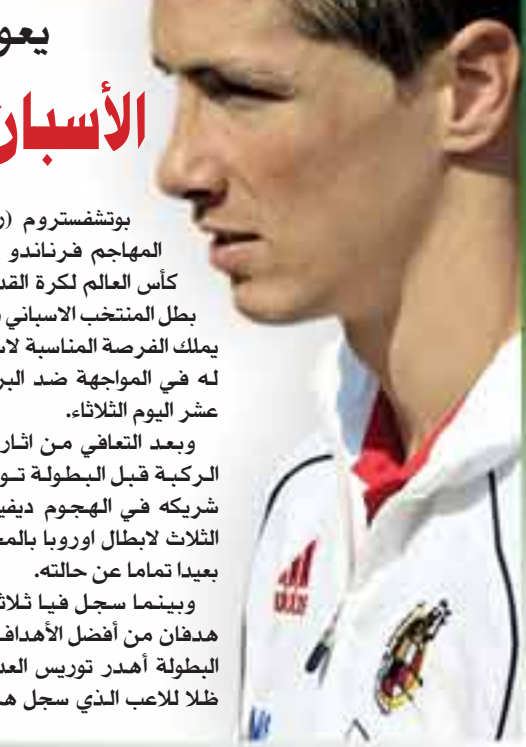 يعو
الأسبان
بوتشفستروم (ر
المهاجم فرناندو
كأس العالم لكرة القد
بطل المنتخب الاسباني
يملك الفرصة المناسبة لا
له في المواجهة ضد البر
عشر اليوم الثلاثاء.
وبعد التعافي من اثار
الركبة قبل البطولة تو
شريكه في الهجوم ديفي
الثلاث لابطال اوروبا بالمج
بعيدا تماما عن حالته.
وبينما سجل فيا ثلاث
هدفان من أفضل الأهداف
البطولة أهدر توريس العد
ظلا للاعب الذي سجل هـ